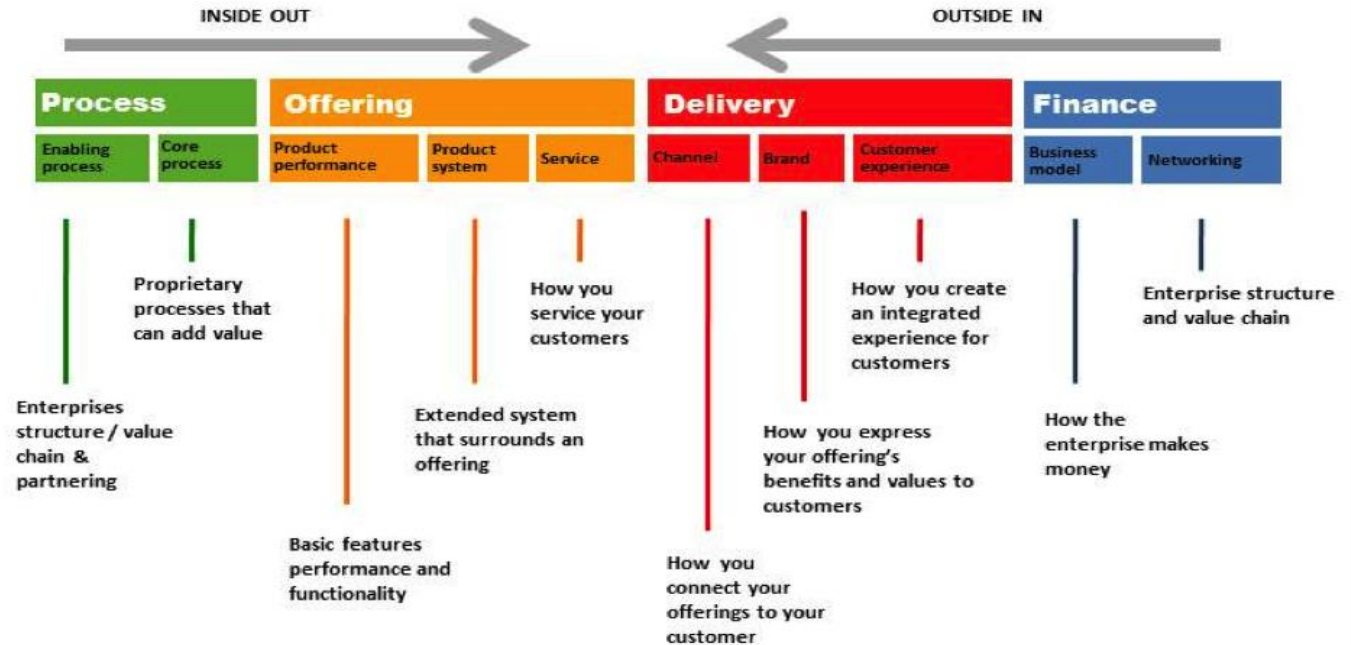 INSIDE OUT
OUTSIDE IN
Process
Offering
Delivery
Finance
Enabling
process
Core
process
Product
performance
Product
system
Service
Channel
Brand
Customer
experience
Business
model
Networking
Proprietary
processes that
can add value
How you
service your
customers
How you create
an integrated
experience for
customers
Enterprise structure
and value chain
Enterprises
structure / value
chain &
partnering
Extended system
that surrounds an
offering
How you express
your offering's
benefits and values to
customers
How the
enterprise makes
money
Basic features
performance and
functionality
How you
connect your
offerings to your
customer